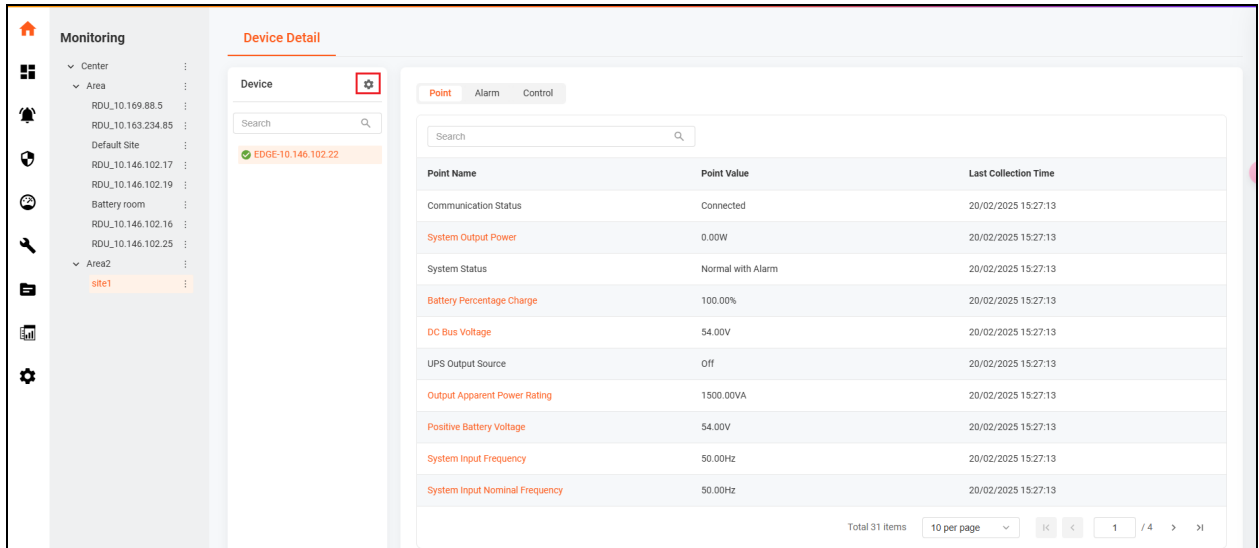 Monitoring
Center
Area
RDU_10.169.88.5
RDU_10.163.234.85
Default Site
RDU_10.146.102.17
RDU_10.146.102.19
Battery room
RDU_10.146.102.16
RDU_10.146.102.25
Area2
site1
Device Detail
Device
Search
EDGE-10.146.102.22
Point Alarm Control
Search
Point Name Point Value Last Collection Time
Communication Status Connected 20/02/2025 15:27:13
System Output Power 0.00W 20/02/2025 15:27:13
System Status Normal with Alarm 20/02/2025 15:27:13
Battery Percentage Charge 100.00% 20/02/2025 15:27:13
DC Bus Voltage 54.00V 20/02/2025 15:27:13
UPS Output Source Off 20/02/2025 15:27:13
Output Apparent Power Rating 1500.00VA 20/02/2025 15:27:13
Positive Battery Voltage 54.00V 20/02/2025 15:27:13
System Input Frequency 50.00Hz 20/02/2025 15:27:13
System Input Nominal Frequency 50.00Hz 20/02/2025 15:27:13
Total 31 items 10 per page 1 / 4